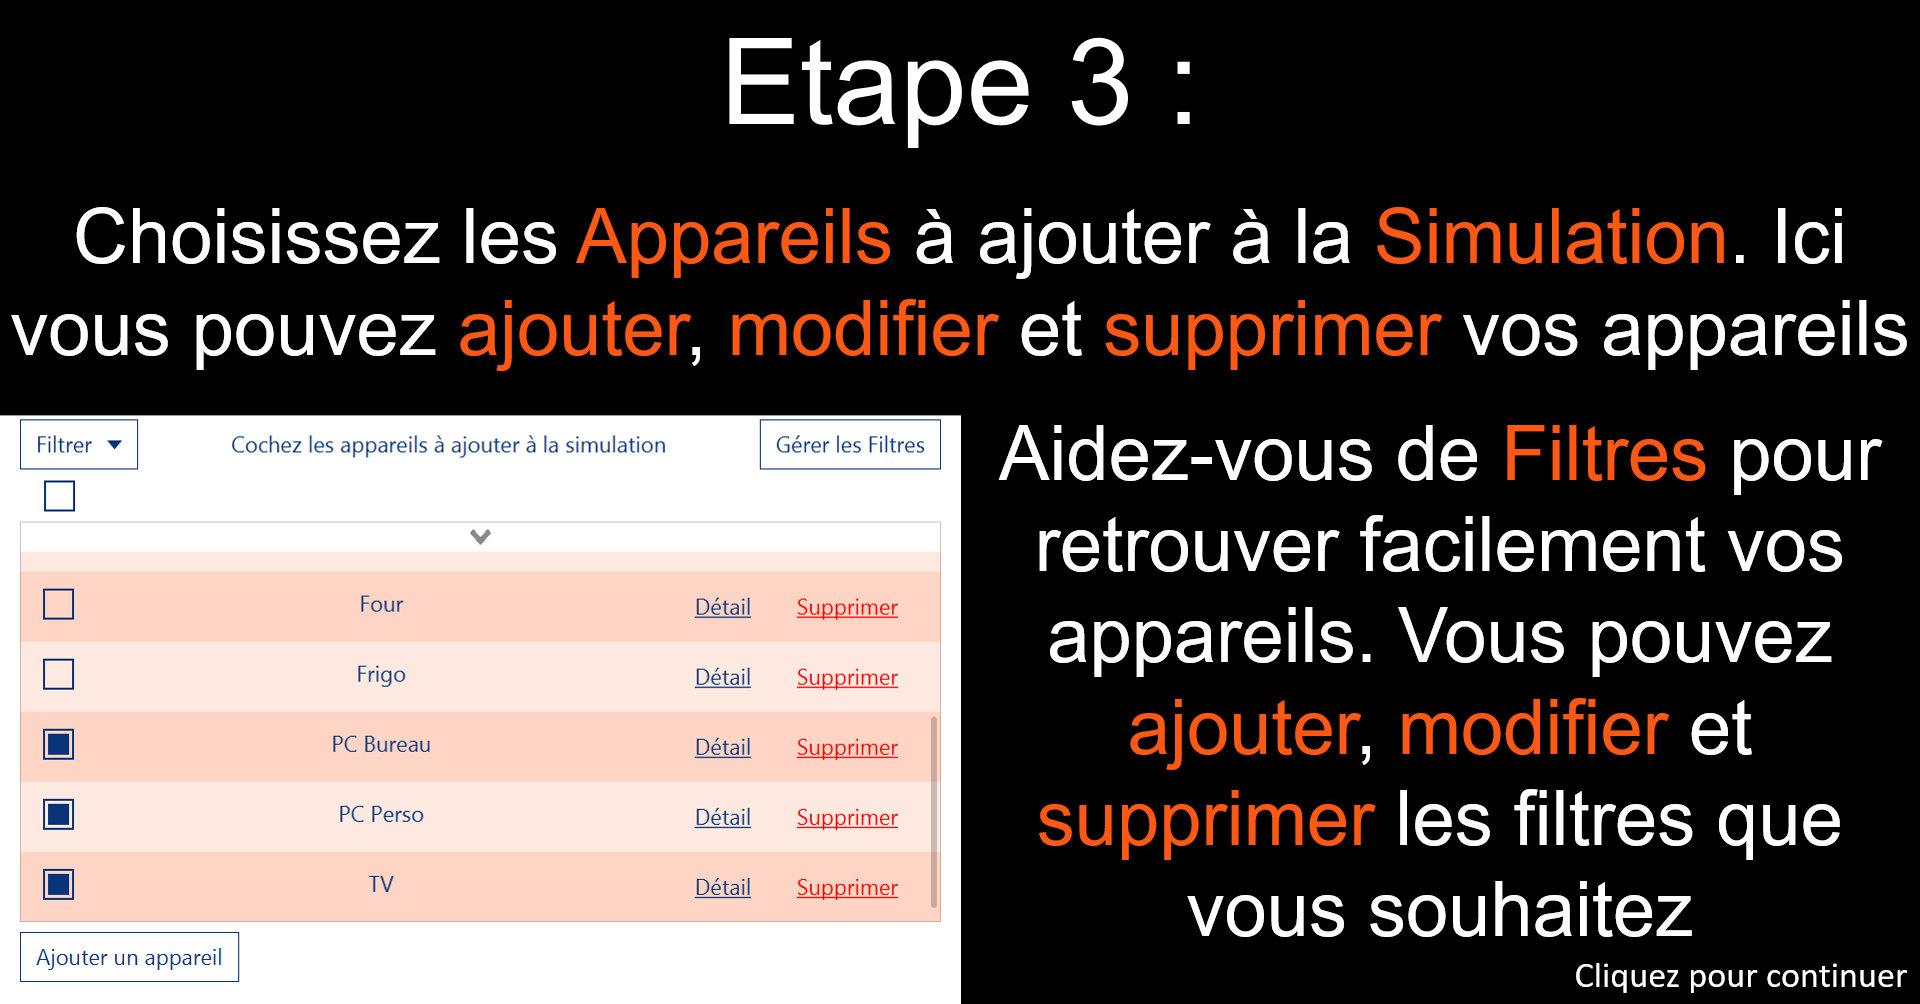 Etape 3 :
Choisissez les Appareils à ajouter à la Simulation. Ici
vous pouvez ajouter, modifier et supprimer vos appareils
Filtrer
Cochez les appareils à ajouter à la simulation
Gérer les Filtres
Four Détail Supprimer
Frigo Détail Supprimer
PC Bureau Détail Supprimer
PC Perso Détail Supprimer
TV Détail Supprimer
Ajouter un appareil
Aidez-vous de Filtres pour
retrouver facilement vos
appareils. Vous pouvez
ajouter, modifier et
supprimer les filtres que
vous souhaitez
Cliquez pour continuer